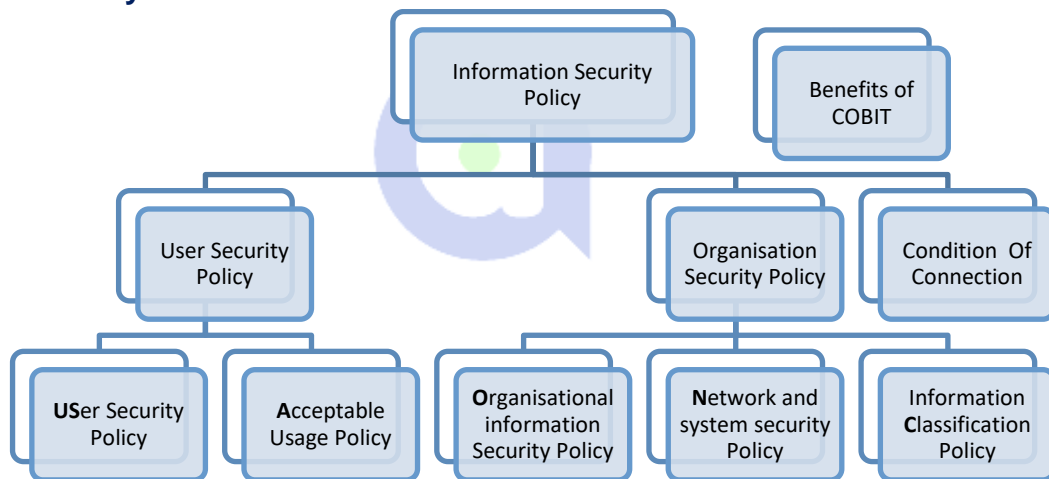 Information Security
Policy
Benefits of
COBIT
User Security
Policy
Organisation
Security Policy
Condition Of
Connection
USer Security
Policy
Acceptable
Usage Policy
Organisational
information
Security Policy
Network and
system security
Policy
Information
Classification
Policy